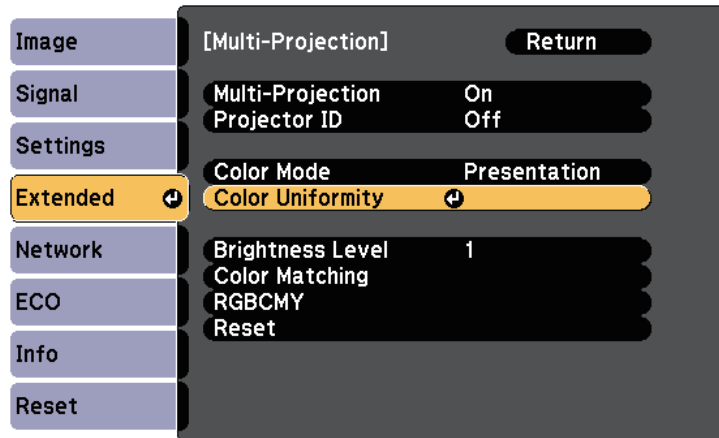 Image
Signal
Settings
Extended
Network
ECO
Info
Reset
[Multi-Projection] Return
Multi-Projection On
Projector ID Off
Color Mode Presentation
Color Uniformity
Brightness Level 1
Color Matching
RGBCMY
Reset